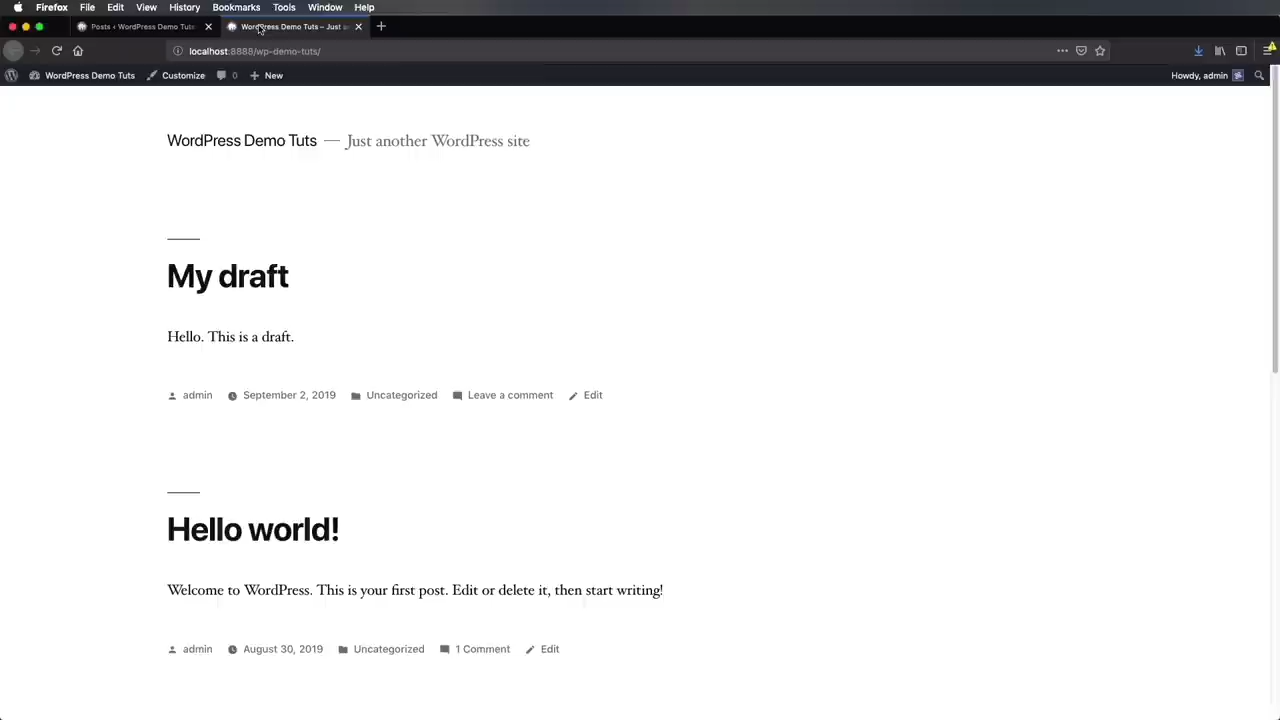 Firefox File Edit View History Bookmarks Tools Window Help
Posts ‹ WordPress Demo Tuts WordPress Demo Tuts – Just
localhost:8888/wp-demo-tuts/
WordPress Demo Tuts Customize 0 New Howdy, admin
WordPress Demo Tuts — Just another WordPress site
My draft
Hello. This is a draft.
admin September 2, 2019 Uncategorized Leave a comment Edit
Hello world!
Welcome to WordPress. This is your first post. Edit or delete it, then start writing!
admin August 30, 2019 Uncategorized 1 Comment Edit